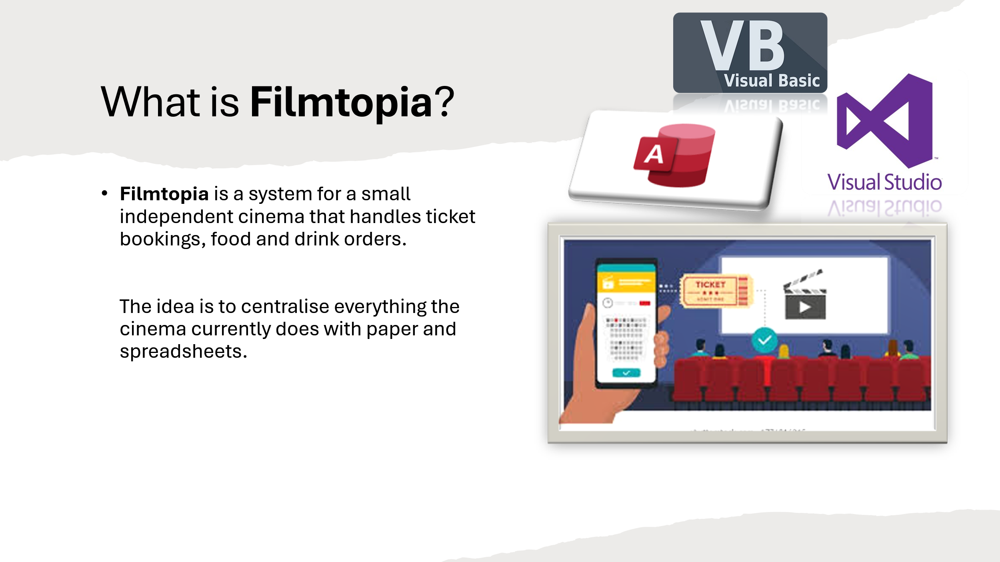 VB
Visual Basic
What is Filmtopia?
A
Visual Studio
™
• Filmtopia is a system for a small
independent cinema that handles ticket
bookings, food and drink orders.
The idea is to centralise everything the
cinema currently does with paper and
spreadsheets.
TICKET
ADMIT ONE